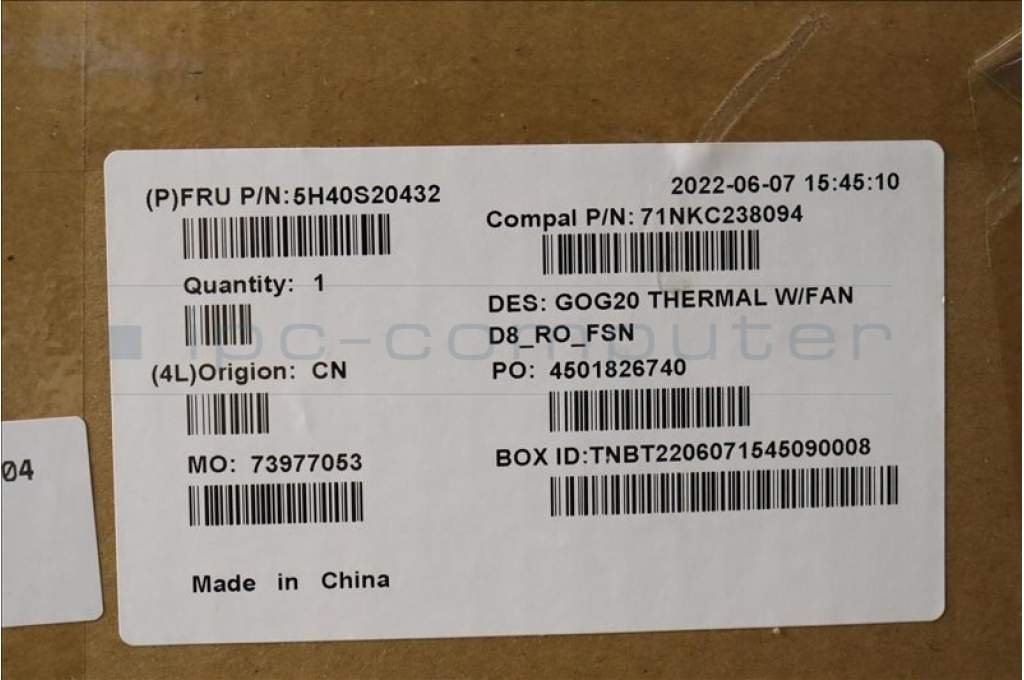 (P)FRU P/N:5H40S20432
2022-06-07 15:45:10
Compal P/N: 71NKC238094
Quantity: 1
DES: GOG20 THERMAL W/FAN
D8_RO_FSN
ipc-computer
(4L)Origion: CN
PO: 4501826740
MO: 73977053
BOX ID:TNBT2206071545090008
Made in China
04